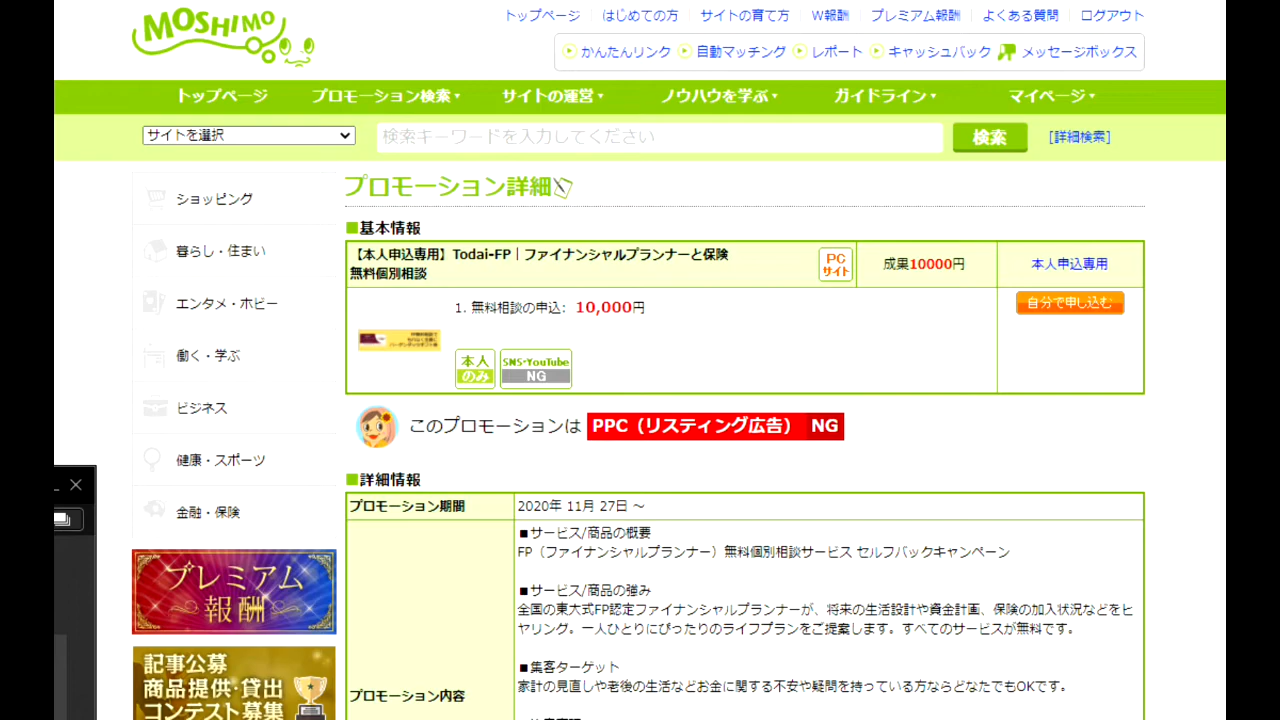 MOSHIMO
トップページ はじめての方 サイトの育て方 W報酬 プレミアム報酬 よくある質問 ログアウト
かんたんリンク 自動マッチング レポート キャッシュバック メッセージボックス
トップページ プロモーション検索▼ サイトの運営▼ ノウハウを学ぶ▼ ガイドライン▼ マイページ▼
サイトを選択 検索キーワードを入力してください 検索 [詳細検索]
ショッピング
暮らし・住まい
エンタメ・ホビー
働く・学ぶ
ビジネス
健康・スポーツ
金融・保険
プレミアム
報酬
記事公募
商品提供・貸出
コンテスト募集
プロモーション詳細
■基本情報
【本人申込専用】Todai-FP｜ファイナンシャルプランナーと保険
無料個別相談
PC
サイト
成果10000円
本人申込専用
1. 無料相談の申込: 10,000円
自分で申し込む
本人
のみ
SNS・YouTube
NG
このプロモーションは PPC（リスティング広告） NG
■詳細情報
プロモーション期間 2020年 11月 27日 ～
プロモーション内容
■サービス/商品の概要
FP（ファイナンシャルプランナー）無料個別相談サービス セルフバックキャンペーン
■サービス/商品の強み
全国の東大式FP認定ファイナンシャルプランナーが、将来の生活設計や資金計画、保険の加入状況などをヒ
ヤリング。一人ひとりにぴったりのライフプランをご提案します。すべてのサービスが無料です。
■集客ターゲット
家計の見直しや老後の生活などお金に関する不安や疑問を持っている方ならどなたでもOKです。